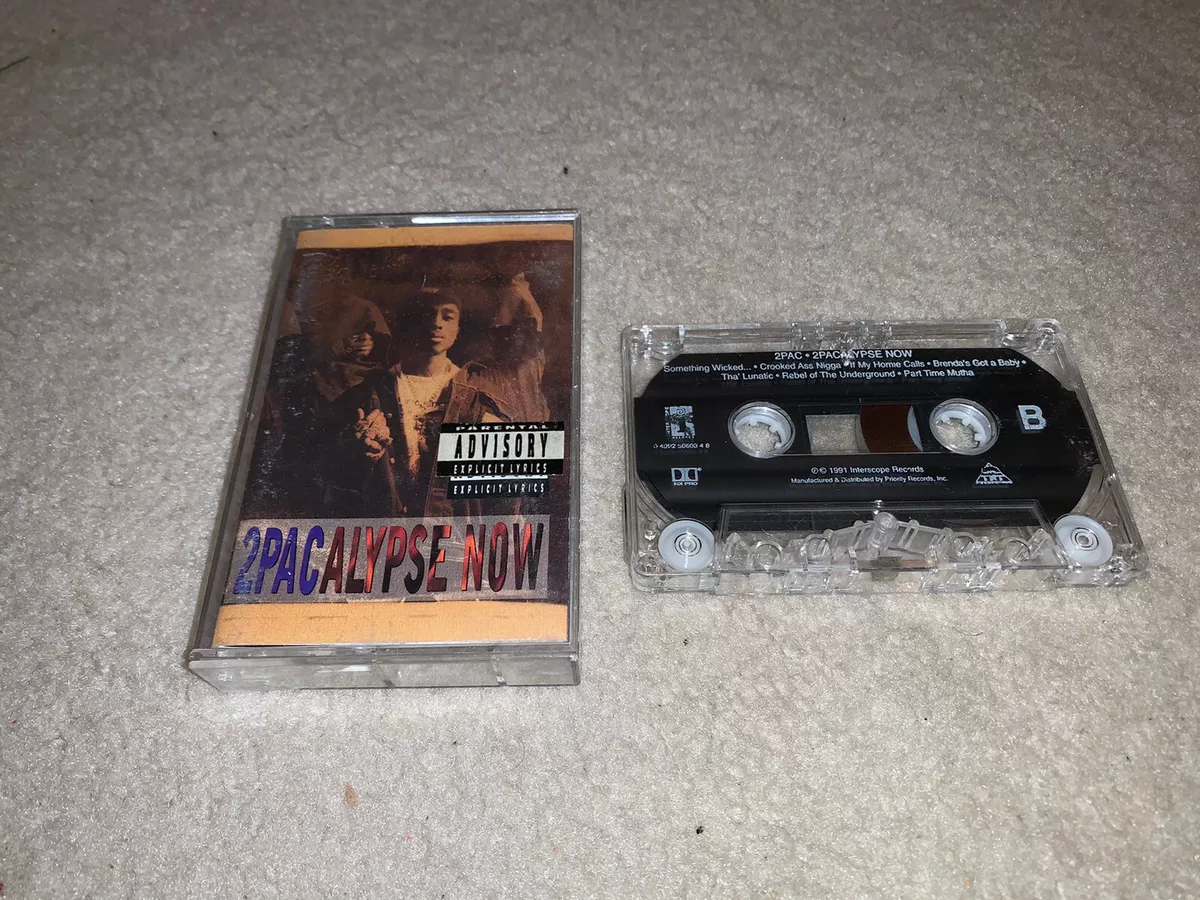 PARENTAL
ADVISORY
EXPLICIT LYRICS
EXPLICIT LYRICS
2PACALYPSE NOW
2PAC • 2PACALYPSE NOW
Something Wicked... • Crooked Ass Nigga • If My Home Calls • Brenda's Got a Baby •
Tha' Lunatic • Rebel of The Underground • Part Time Mutha
B
HX PRO
℗© 1991 Interscope Records
Manufactured & Distributed by Priority Records, Inc.